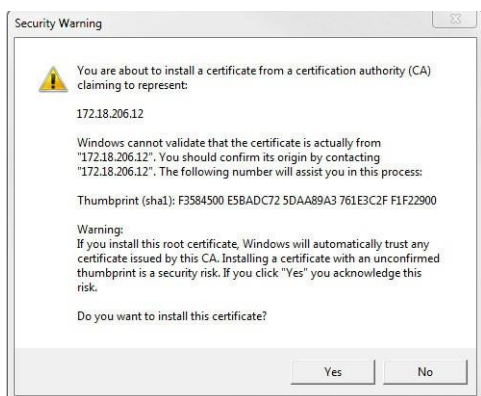 Security Warning
You are about to install a certificate from a certification authority (CA)
claiming to represent:
172.18.206.12
Windows cannot validate that the certificate is actually from
"172.18.206.12". You should confirm its origin by contacting
"172.18.206.12". The following number will assist you in this process:
Thumbprint (sha1): F3584500 E5BADC72 5DAA89A3 761E3C2F F1F22900
Warning:
If you install this root certificate, Windows will automatically trust any
certificate issued by this CA. Installing a certificate with an unconfirmed
thumbprint is a security risk. If you click "Yes" you acknowledge this
risk.
Do you want to install this certificate?
Yes No